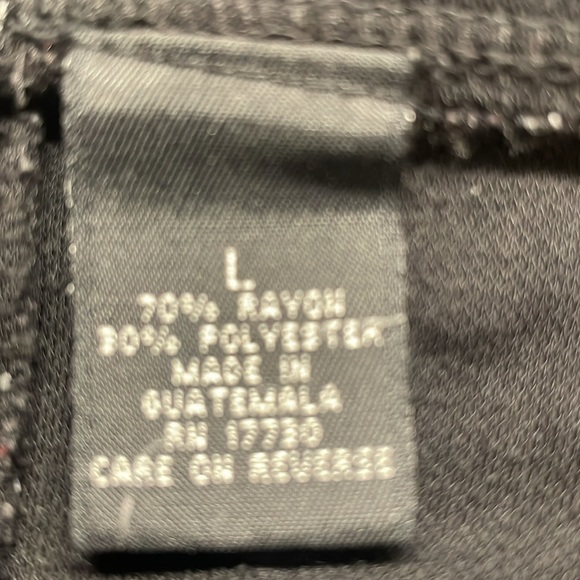 L
70% RAYON
30% POLYESTER
MADE IN
GUATEMALA
RN 17730
CARE ON REVERSE